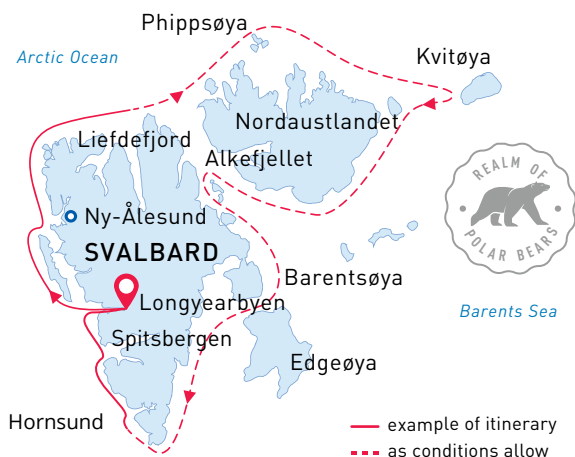 Phippsøya
Arctic Ocean
Kvitøya
Nordaustlandet
Liefdefjord
Alkefjellet
REALM OF
POLAR BEARS
Ny-Ålesund
SVALBARD
Barentsøya
Longyearbyen
Barents Sea
Spitsbergen
Edgeøya
Hornsund
example of itinerary
as conditions allow